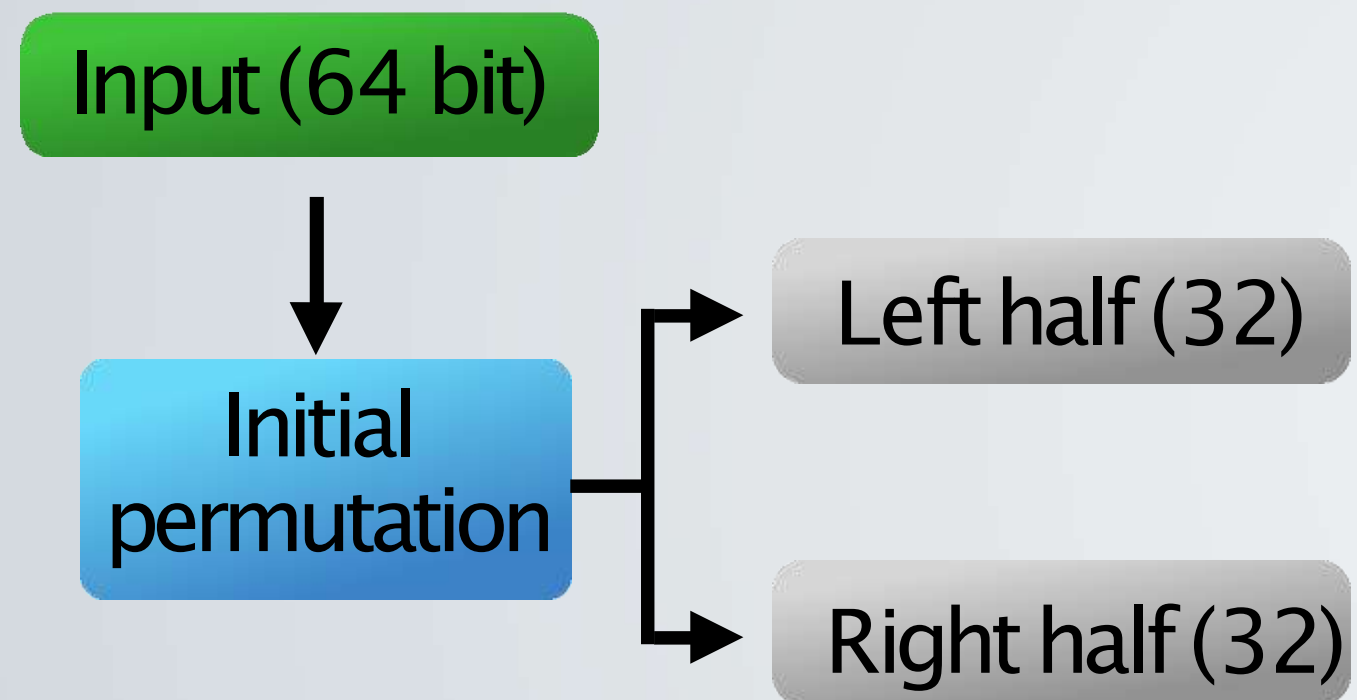 Input (64 bit)
Left half (32)
Initial
permutation
Right half (32)